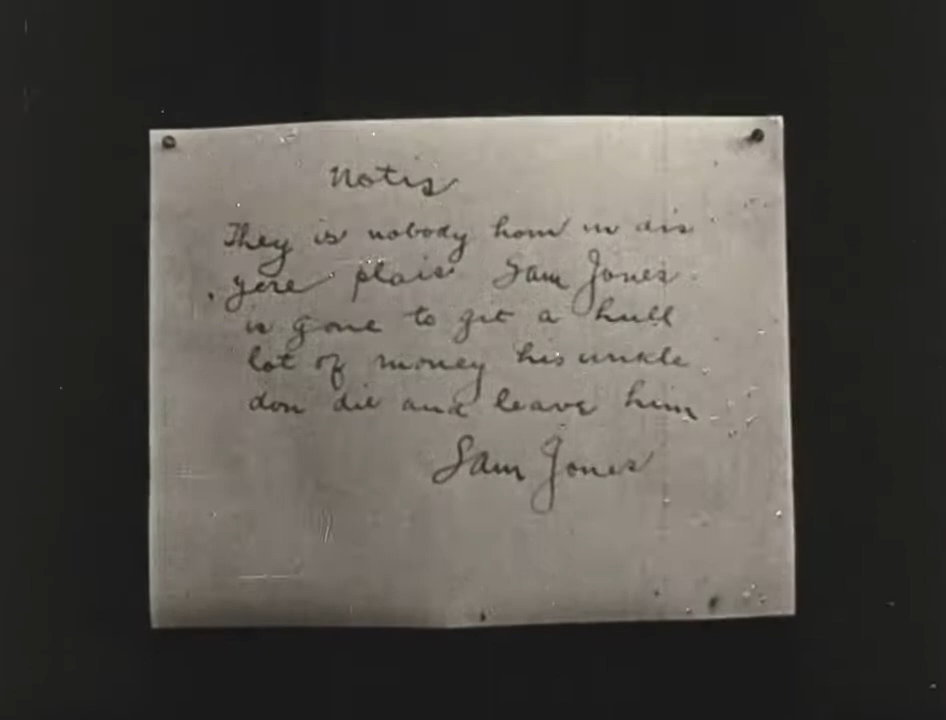 Notis
They is nobody hom in dis
yere plais Sam Jones
is gone to git a hull
lot of money his unkle
don die and leave him
Sam Jones